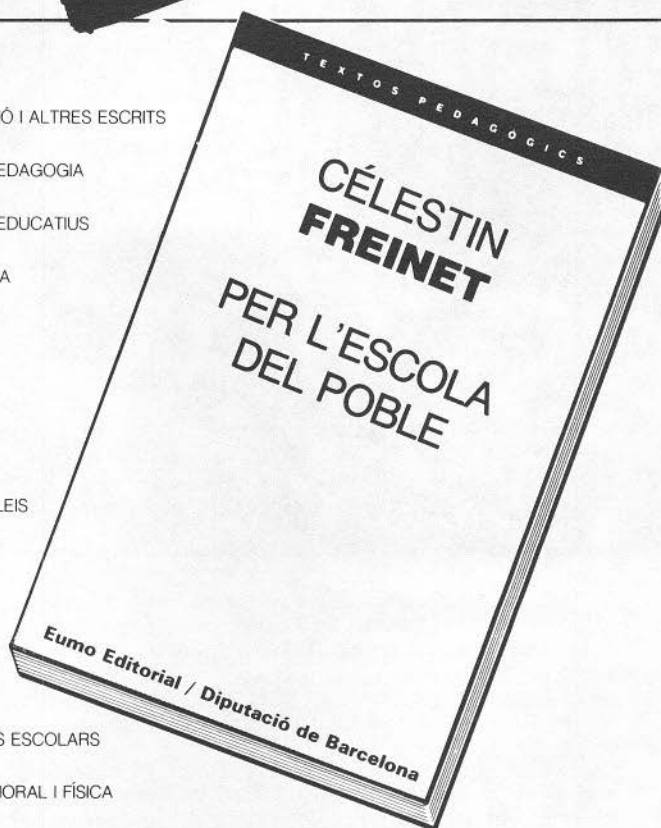 Ó I ALTRES ESCRITS
EDAGOGIA
EDUCATIUS
A
LEIS
S ESCOLARS
ORAL I FÍSICA
TEXTOS PEDAGÒGICS
CÉLESTIN
FREINET
PER L'ESCOLA
DEL POBLE
Eumo Editorial / Diputació de Barcelona